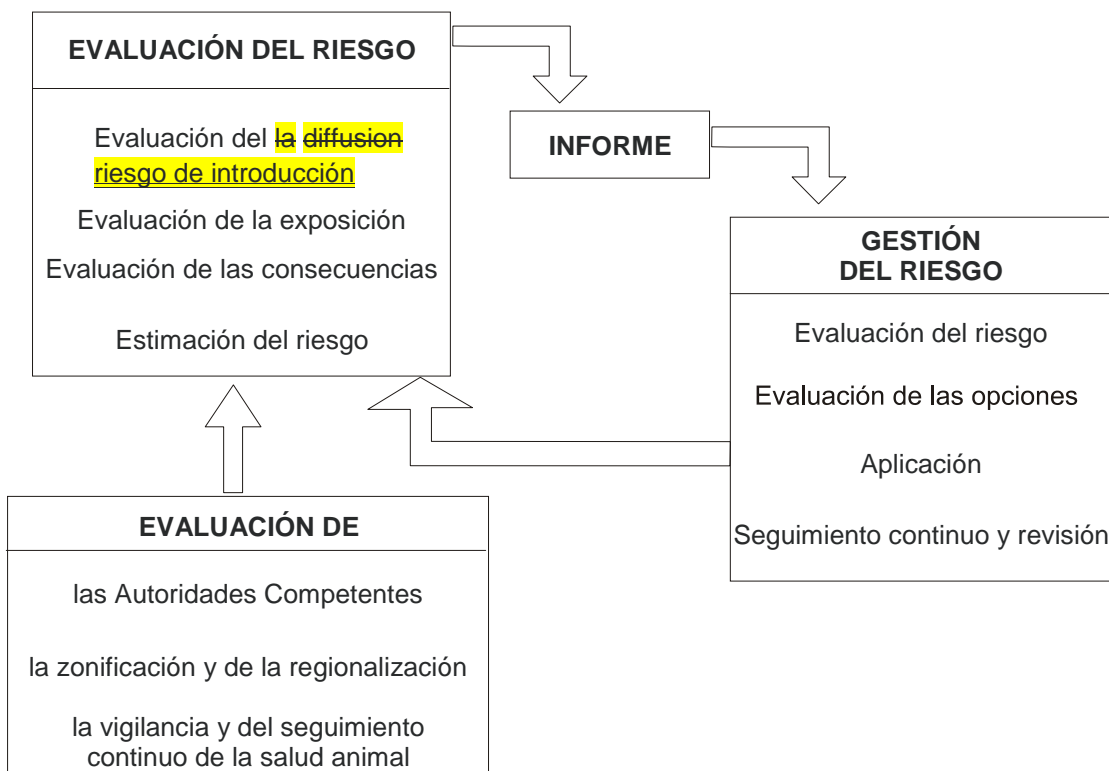 EVALUACIÓN DEL RIESGO
Evaluación del la diffusion
riesgo de introducción
Evaluación de la exposición
Evaluación de las consecuencias
Estimación del riesgo
INFORME
GESTIÓN
DEL RIESGO
Evaluación del riesgo
Evaluación de las opciones
Aplicación
Seguimiento continuo y revisión
EVALUACIÓN DE
las Autoridades Competentes
la zonificación y de la regionalización
la vigilancia y del seguimiento
continuo de la salud animal